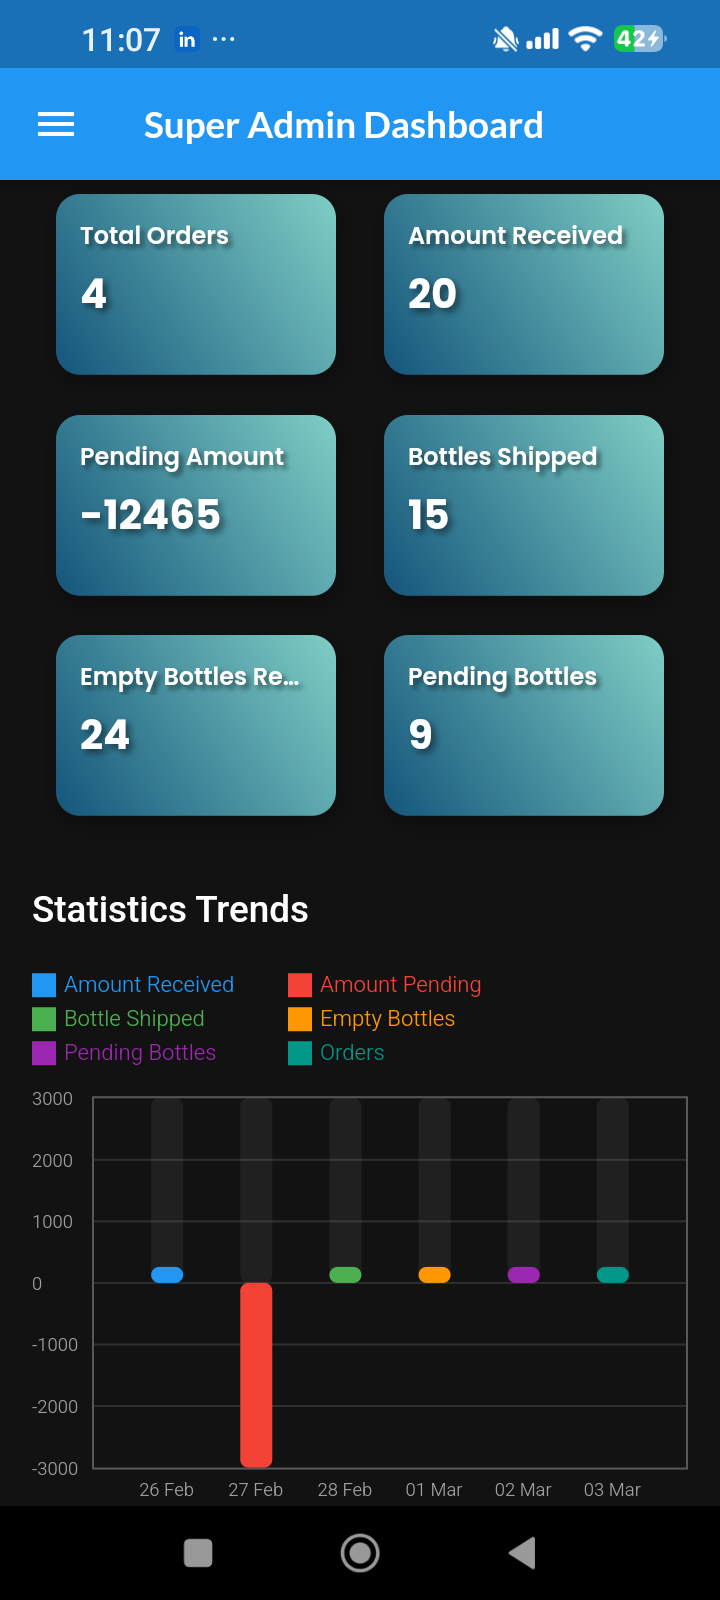 11:07 in ... 42
Super Admin Dashboard
Total Orders
4
Amount Received
20
Pending Amount
-12465
Bottles Shipped
15
Empty Bottles Re...
24
Pending Bottles
9
Statistics Trends
Amount Received Amount Pending
Bottle Shipped Empty Bottles
Pending Bottles Orders
3000
2000
1000
0
-1000
-2000
-3000
26 Feb 27 Feb 28 Feb 01 Mar 02 Mar 03 Mar